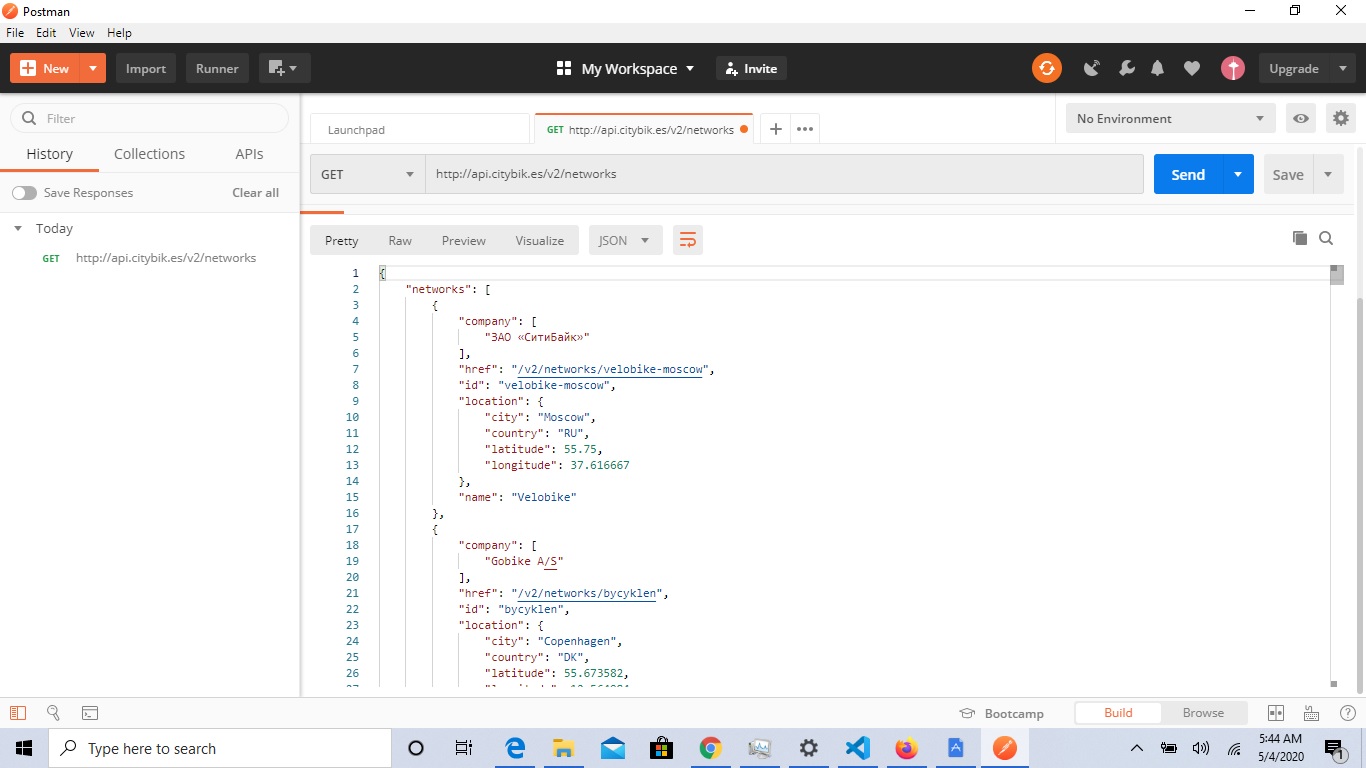 Postman
File Edit View Help
New Import Runner My Workspace Invite Upgrade
Filter
History Collections APIs
Save Responses Clear all
Today
GET http://api.citybik.es/v2/networks
Launchpad GET http://api.citybik.es/v2/networks No Environment
GET http://api.citybik.es/v2/networks Send Save
Pretty Raw Preview Visualize JSON
1 {
2 "networks": [
3 {
4 "company": [
5 "ЗАО «СитиБайк»"
6 ],
7 "href": "/v2/networks/velobike-moscow",
8 "id": "velobike-moscow",
9 "location": {
10 "city": "Moscow",
11 "country": "RU",
12 "latitude": 55.75,
13 "longitude": 37.616667
14 },
15 "name": "Velobike"
16 },
17 {
18 "company": [
19 "Gobike A/S"
20 ],
21 "href": "/v2/networks/bycyklen",
22 "id": "bycyklen",
23 "location": {
24 "city": "Copenhagen",
25 "country": "DK",
26 "latitude": 55.673582,
Bootcamp Build Browse
Type here to search
5:44 AM
5/4/2020
1